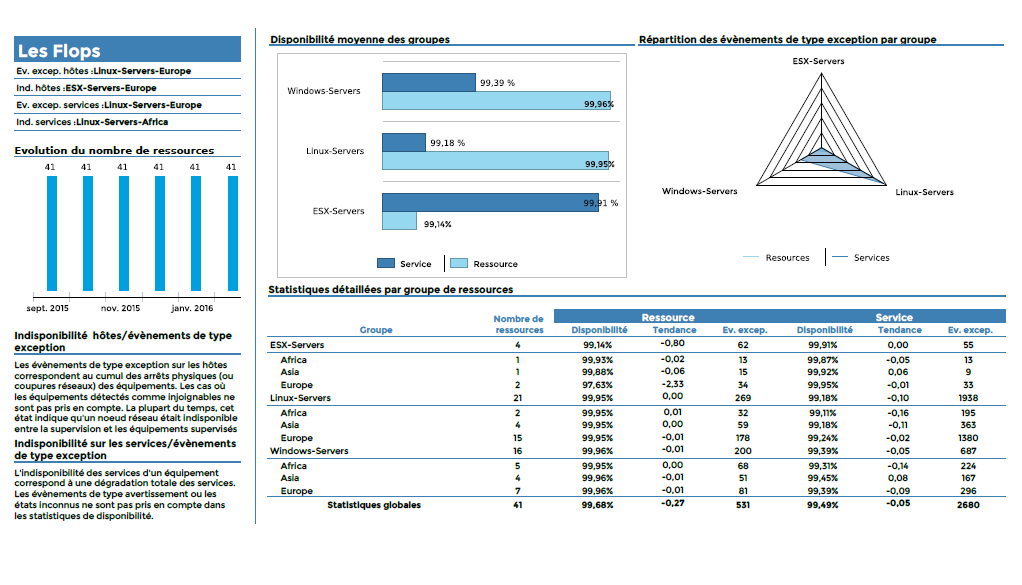 Les Flops
Ev. excep. hôtes :Linux-Servers-Europe
Ind. hôtes :ESX-Servers-Europe
Ev. excep. services :Linux-Servers-Europe
Ind. services :Linux-Servers-Africa
Evolution du nombre de ressources
41 41 41 41 41 41
sept. 2015 nov. 2015 janv. 2016
Indisponibilité hôtes/évènements de type
exception
Les évènements de type exception sur les hôtes
correspondent au cumul des arrêts physiques (ou
coupures réseaux) des équipements. Les cas où
les équipements détectés comme injoignables ne
sont pas pris en compte. La plupart du temps, cet
état indique qu'un noeud réseau était indisponible
entre la supervision et les équipements supervisés
Indisponibilité sur les services/évènements
de type exception
L'indisponibilité des services d'un équipement
correspond à une dégradation totale des services.
Les évènements de type avertissement ou les
états inconnus ne sont pas pris en compte dans
les statistiques de disponibilité.
Disponibilité moyenne des groupes
Windows-Servers
99,39 %
99,96%
Linux-Servers
99,18 %
99,95%
ESX-Servers
99,91 %
99,14%
Service Ressource
Répartition des évènements de type exception par groupe
ESX-Servers
Windows-Servers
Linux-Servers
Resources Services
Statistiques détaillées par groupe de ressources
Ressource Service
Groupe Nombre de ressources Disponibilité Tendance Ev. excep. Disponibilité Tendance Ev. excep.
ESX-Servers 4 99,14% -0,80 62 99,91% 0,00 55
Africa 1 99,93% -0,02 13 99,87% -0,05 13
Asia 1 99,88% -0,06 15 99,92% 0,06 9
Europe 2 97,63% -2,33 34 99,95% -0,01 33
Linux-Servers 21 99,95% 0,00 269 99,18% -0,10 1938
Africa 2 99,95% 0,01 32 99,11% -0,16 195
Asia 4 99,95% 0,00 59 99,18% -0,11 363
Europe 15 99,95% -0,01 178 99,24% -0,02 1380
Windows-Servers 16 99,96% -0,01 200 99,39% -0,05 687
Africa 5 99,95% 0,00 68 99,31% -0,14 224
Asia 4 99,96% -0,01 51 99,45% 0,08 167
Europe 7 99,96% -0,01 81 99,39% -0,09 296
Statistiques globales 41 99,68% -0,27 531 99,49% -0,05 2680